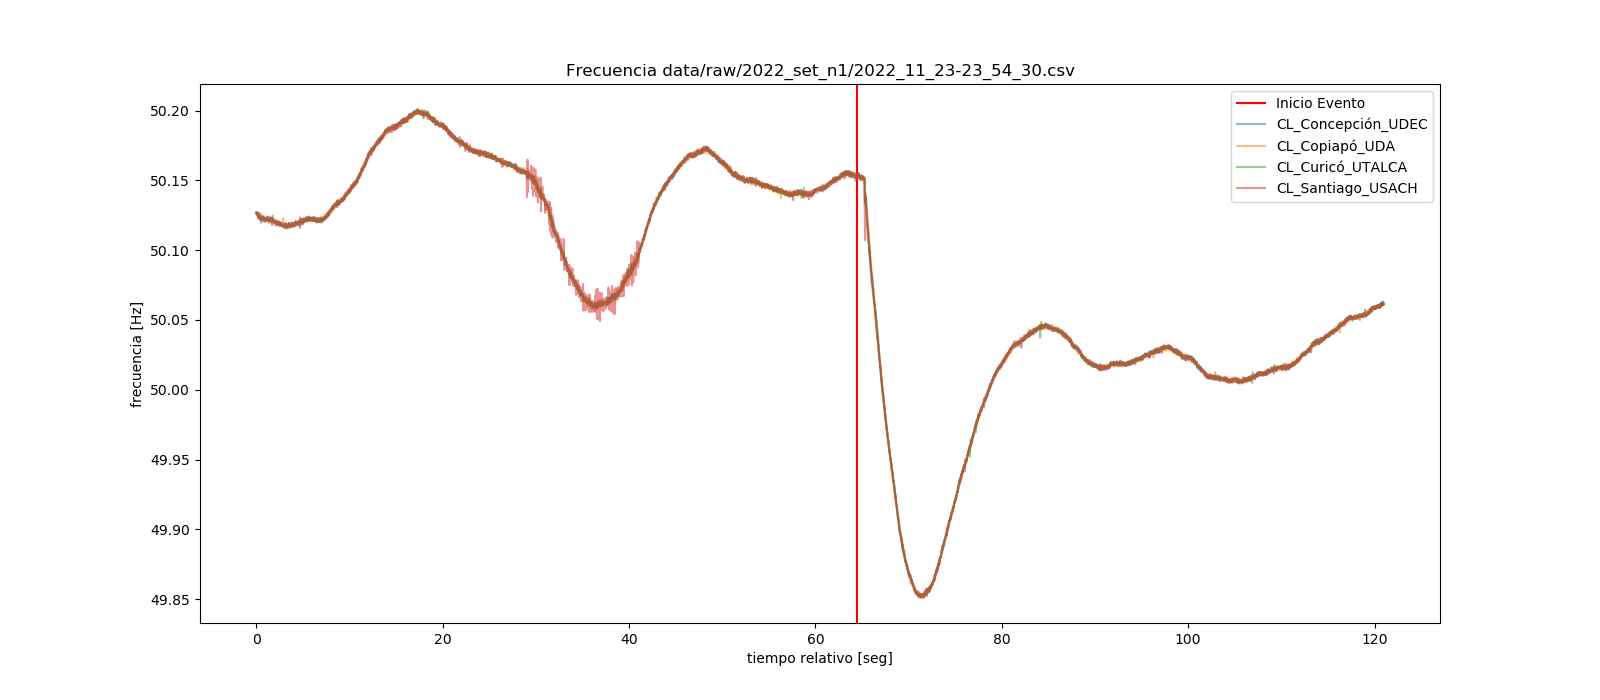 Frecuencia data/raw/2022_set_n1/2022_11_23-23_54_30.csv
Inicio Evento
CL_Concepción_UDEC
CL_Copiapó_UDA
CL_Curicó_UTALCA
CL_Santiago_USACH
50.20
50.15
50.10
50.05
50.00
49.95
49.90
49.85
frecuencia [Hz]
0
20
40
60
80
100
120
tiempo relativo [seg]